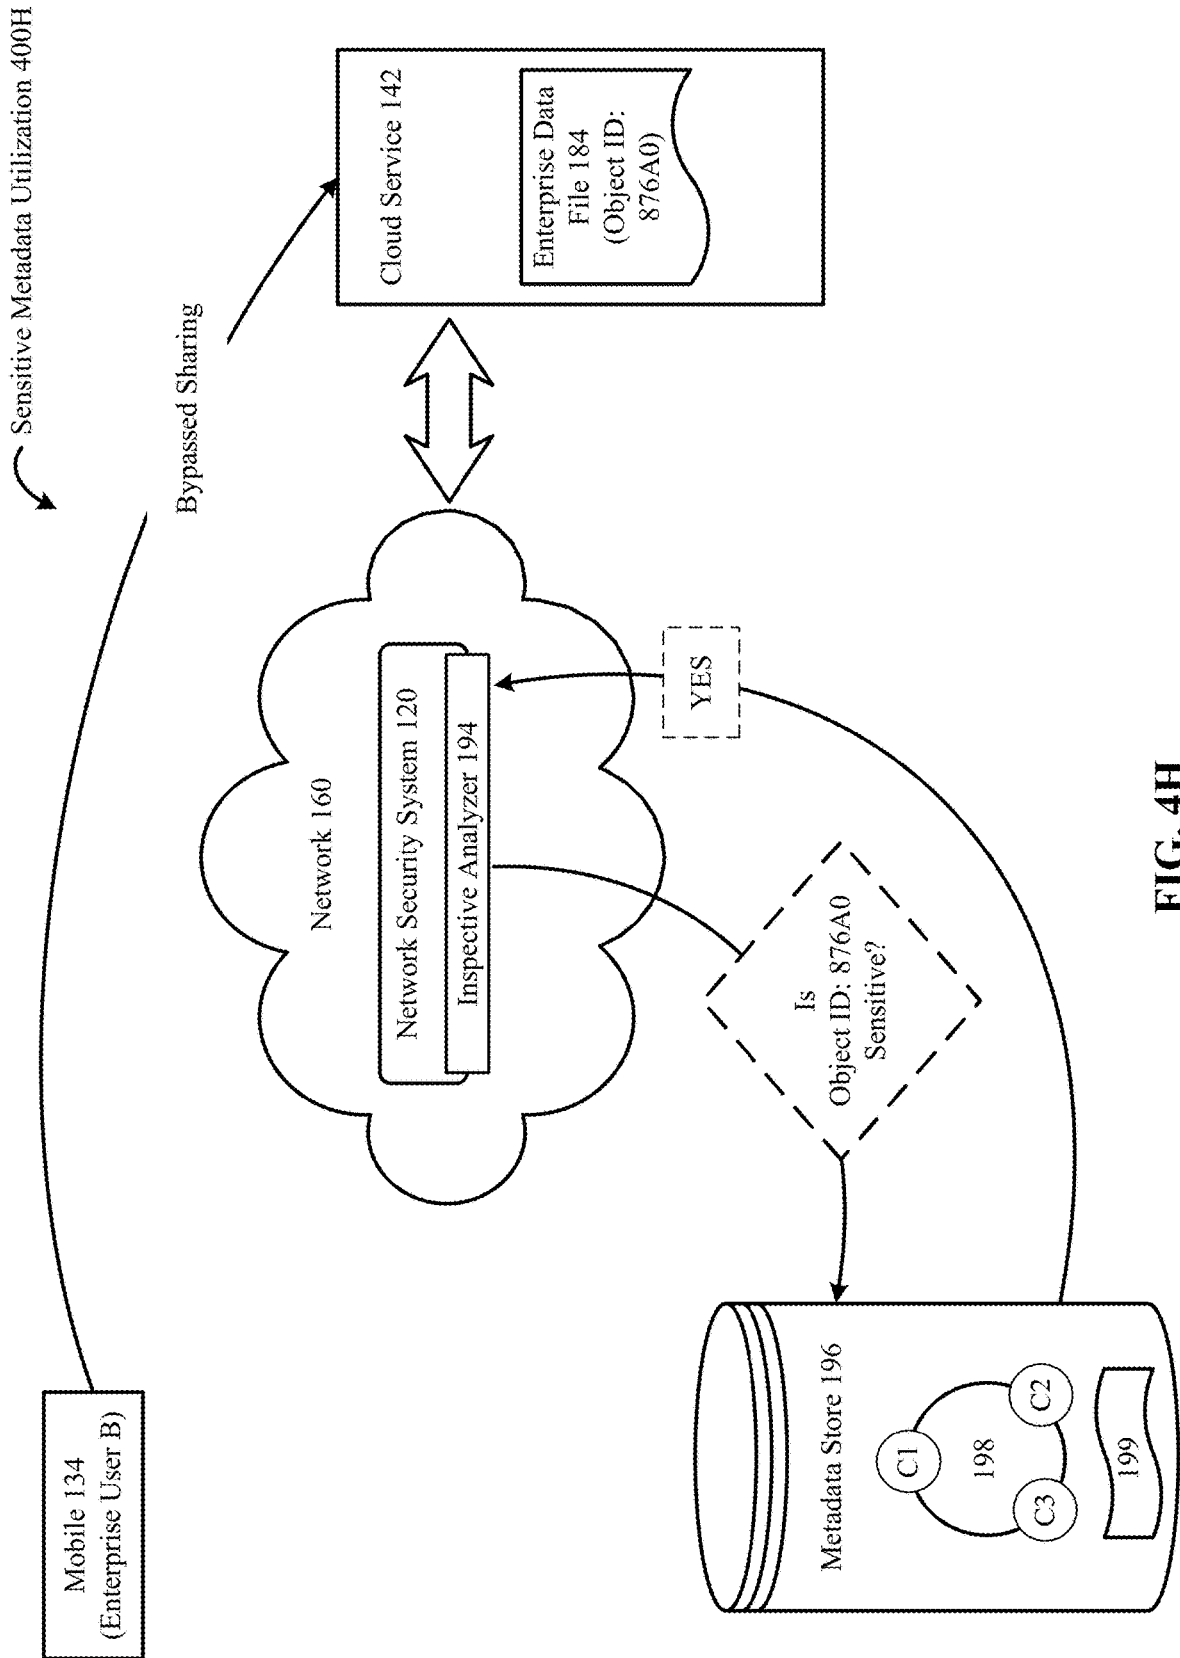 Sensitive Metadata Utilization 400H
Mobile 134
(Enterprise User B)
Bypassed Sharing
Cloud Service 142
Enterprise Data
File 184
(Object ID:
876A0)
Network 160
Network Security System 120
Inspective Analyzer 194
YES
Is
Object ID: 876A0
Sensitive?
Metadata Store 196
C1
198
C3
C2
199
FIG. 4H